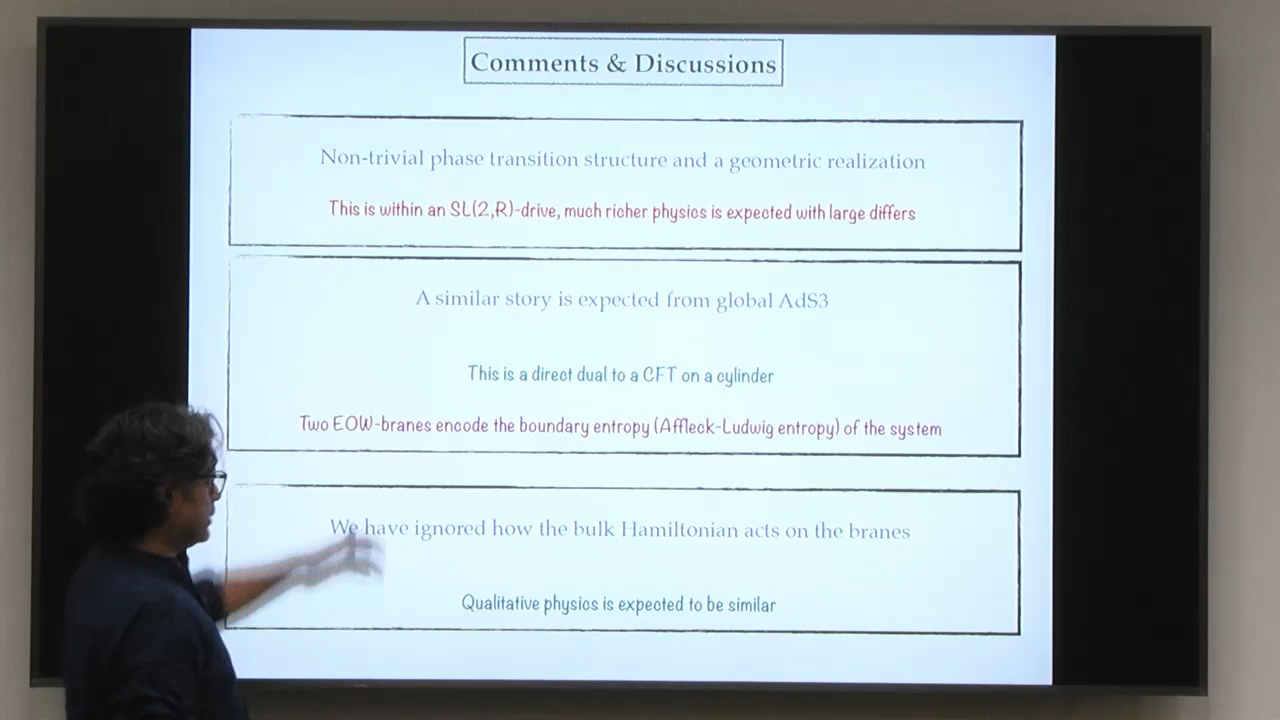 Comments & Discussions
Non-trivial phase transition structure and a geometric realization
This is within an SL(2,R)-drive, much richer physics is expected with large differs
A similar story is expected from global AdS3
This is a direct dual to a CFT on a cylinder
Two EOW-branes encode the boundary entropy (Affleck-Ludwig entropy) of the system
We have ignored how the bulk Hamiltonian acts on the branes
Qualitative physics is expected to be similar